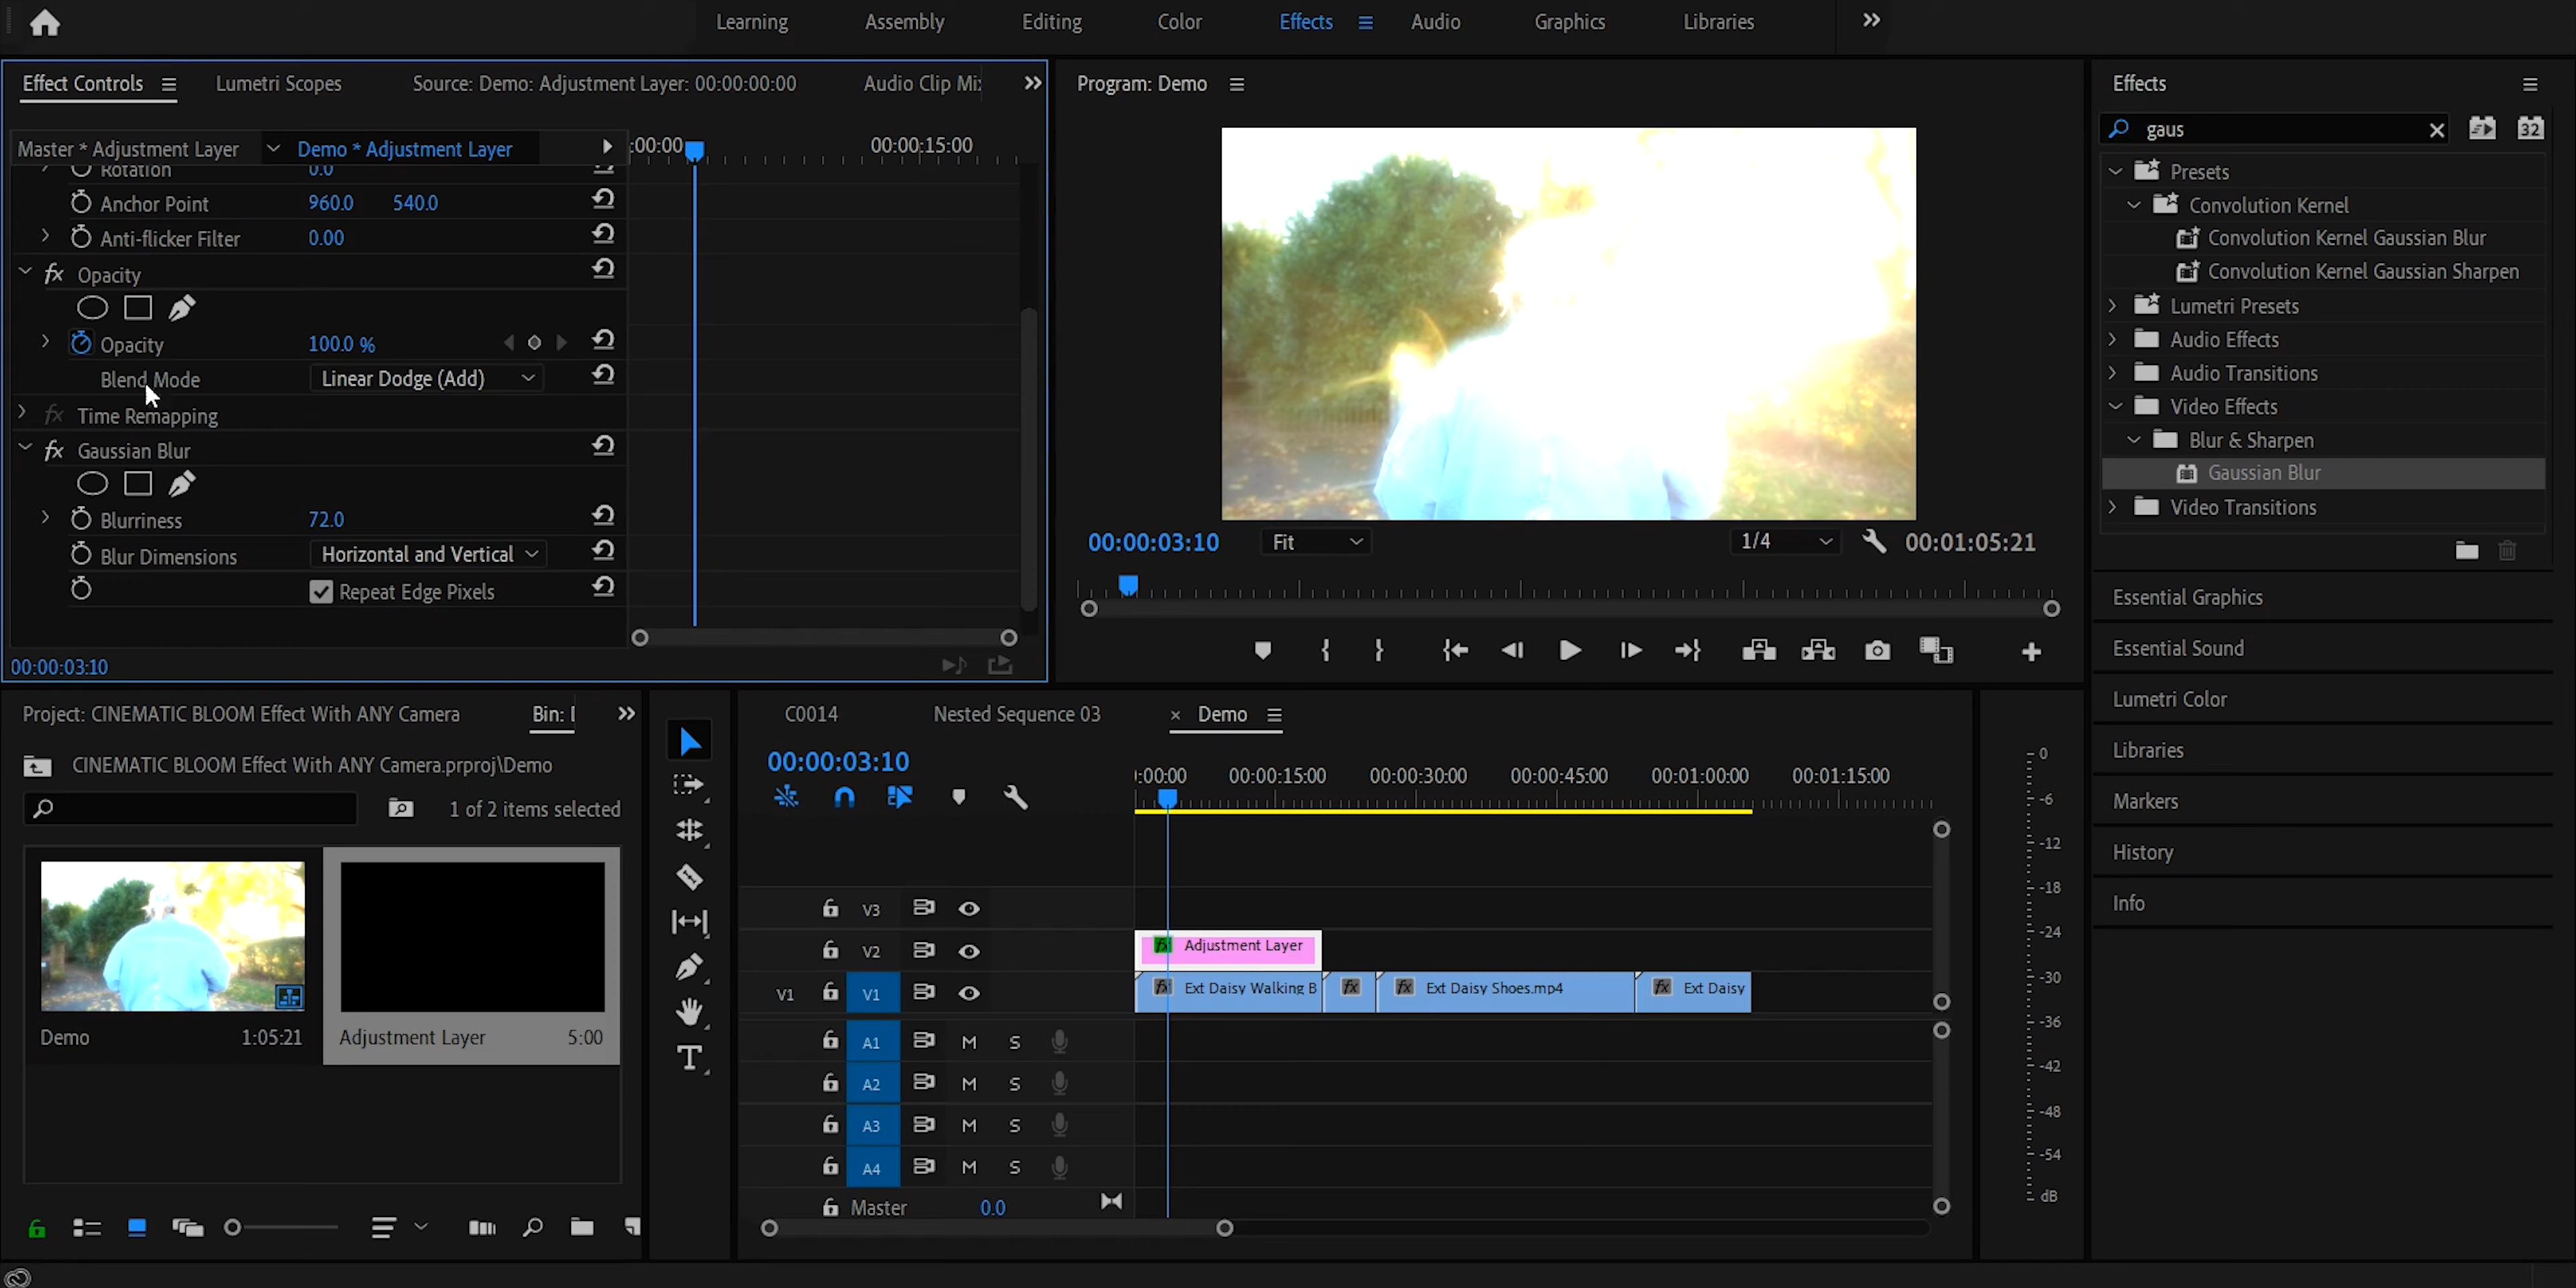 Learning Assembly Editing Color Effects Audio Graphics Libraries
Effect Controls Lumetri Scopes Source: Demo: Adjustment Layer: 00:00:00:00 Audio Clip Mix
Master * Adjustment Layer Demo * Adjustment Layer :00:00 00:00:15:00
Rotation 0.0
Anchor Point 960.0 540.0
Anti-flicker Filter 0.00
fx Opacity
Opacity 100.0 %
Blend Mode Linear Dodge (Add)
fx Time Remapping
fx Gaussian Blur
Blurriness 72.0
Blur Dimensions Horizontal and Vertical
Repeat Edge Pixels
00:00:03:10
Program: Demo
00:00:03:10 Fit 1/4 00:01:05:21
Effects
gaus 32
Presets
Convolution Kernel
Convolution Kernel Gaussian Blur
Convolution Kernel Gaussian Sharpen
Lumetri Presets
Audio Effects
Audio Transitions
Video Effects
Blur & Sharpen
Gaussian Blur
Video Transitions
Essential Graphics
Essential Sound
Lumetri Color
Libraries
Markers
History
Info
Project: CINEMATIC BLOOM Effect With ANY Camera Bin:
CINEMATIC BLOOM Effect With ANY Camera.prproj\Demo
1 of 2 items selected
Demo 1:05:21 Adjustment Layer 5:00
T
C0014 Nested Sequence 03 × Demo
00:00:03:10
:00:00 00:00:15:00 00:00:30:00 00:00:45:00 00:01:00:00 00:01:15:00
V3
V2 fx Adjustment Layer
V1 V1 fx Ext Daisy Walking B fx fx Ext Daisy Shoes.mp4 fx Ext Daisy
A1 M S
A2 M S
A3 M S
A4 M S
Master 0.0
0
-6
-12
-18
-24
-30
-36
-42
-48
-54
dB